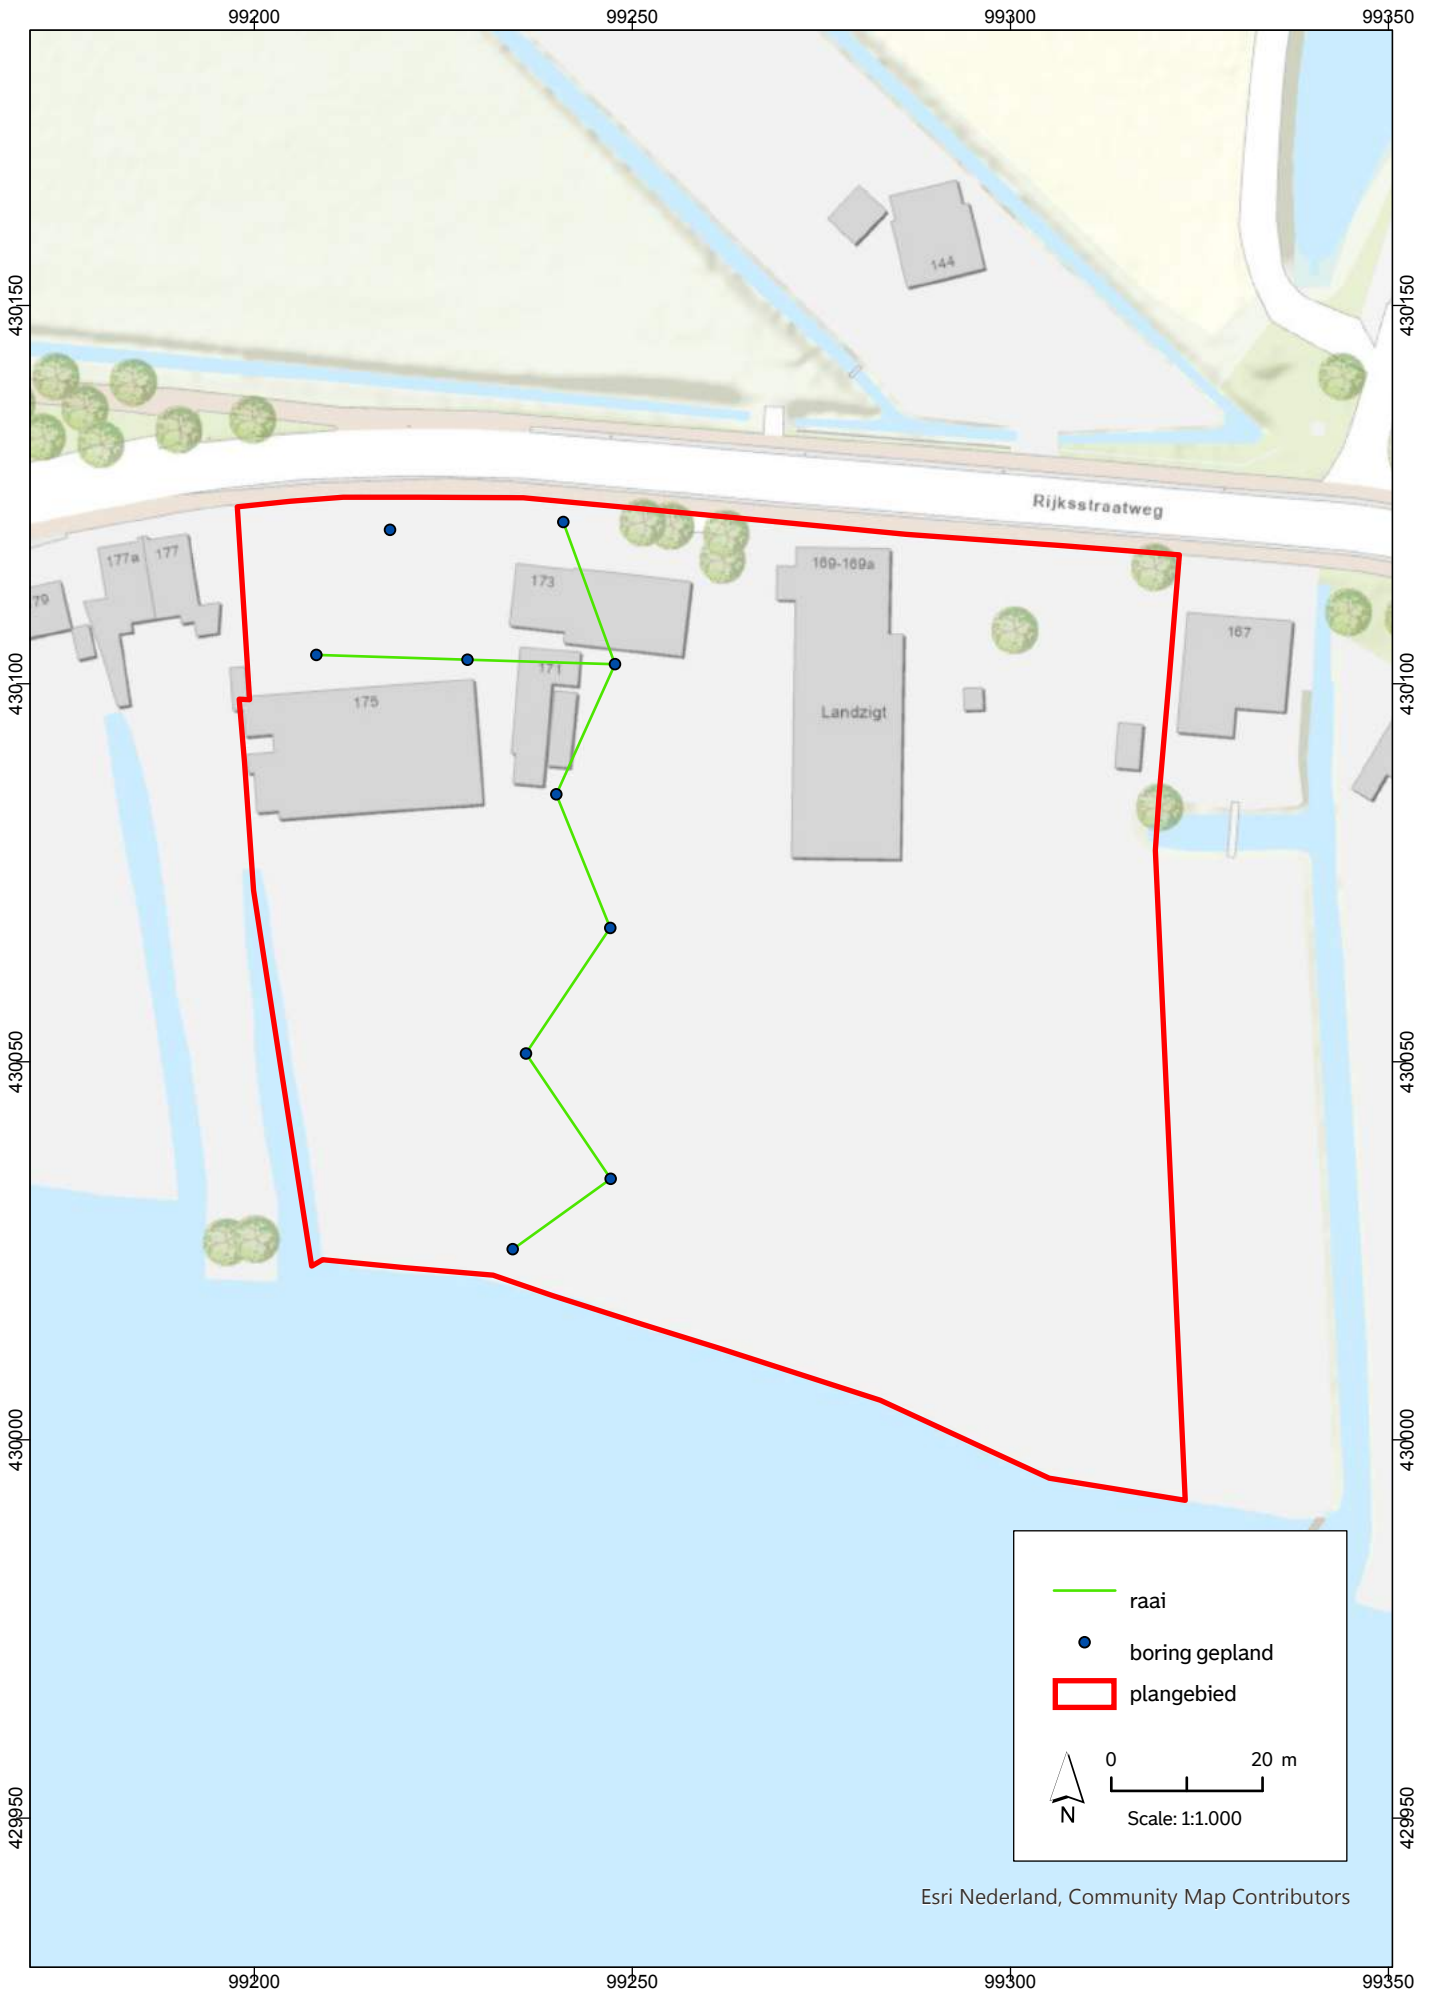 99200
99250
99300
99350
144
430150
430150
Rijksstraatweg
177a
177
169-169a
173
79
167
171
430100
430100
175
Landzigt
430050
430050
430000
430000
raai
boring gepland
plangebied
0
20 m
N
Scale: 1:1.000
429950
429950
Esri Nederland, Community Map Contributors
99200
99250
99300
99350